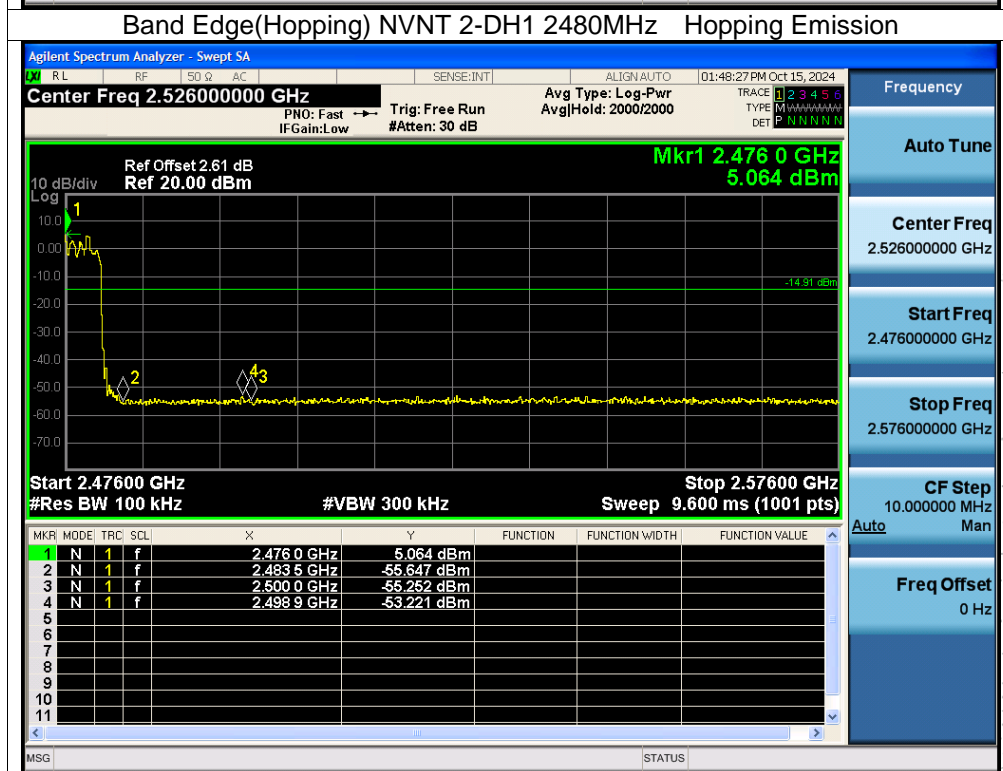 Band Edge(Hopping) NVNT 2-DH1 2480MHz Hopping Emission
Agilent Spectrum Analyzer - Swept SA
LXI RL RF 50 Ω AC SENSE:INT ALIGN AUTO 01:48:27 PM Oct 15, 2024
Center Freq 2.526000000 GHz
PNO: Fast
IFGain:Low
Trig: Free Run
#Atten: 30 dB
Avg Type: Log-Pwr
Avg|Hold: 2000/2000
TRACE 1 2 3 4 5 6
TYPE M
DET P N N N N N
Mkr1 2.476 0 GHz
5.064 dBm
Ref Offset 2.61 dB
10 dB/div Ref 20.00 dBm
Log
10.0
0.00
-10.0
-20.0
-30.0
-40.0
-50.0
-60.0
-70.0
1
-14.91 dBm
2
4
3
Start 2.47600 GHz Stop 2.57600 GHz
#Res BW 100 kHz #VBW 300 kHz Sweep 9.600 ms (1001 pts)
MKR MODE TRC SCL X Y FUNCTION FUNCTION WIDTH FUNCTION VALUE
1 N 1 f 2.476 0 GHz 5.064 dBm
2 N 1 f 2.483 5 GHz -55.647 dBm
3 N 1 f 2.500 0 GHz -55.252 dBm
4 N 1 f 2.498 9 GHz -53.221 dBm
5
6
7
8
9
10
11
MSG STATUS
Frequency
Auto Tune
Center Freq
2.526000000 GHz
Start Freq
2.476000000 GHz
Stop Freq
2.576000000 GHz
CF Step
10.000000 MHz
Auto Man
Freq Offset
0 Hz